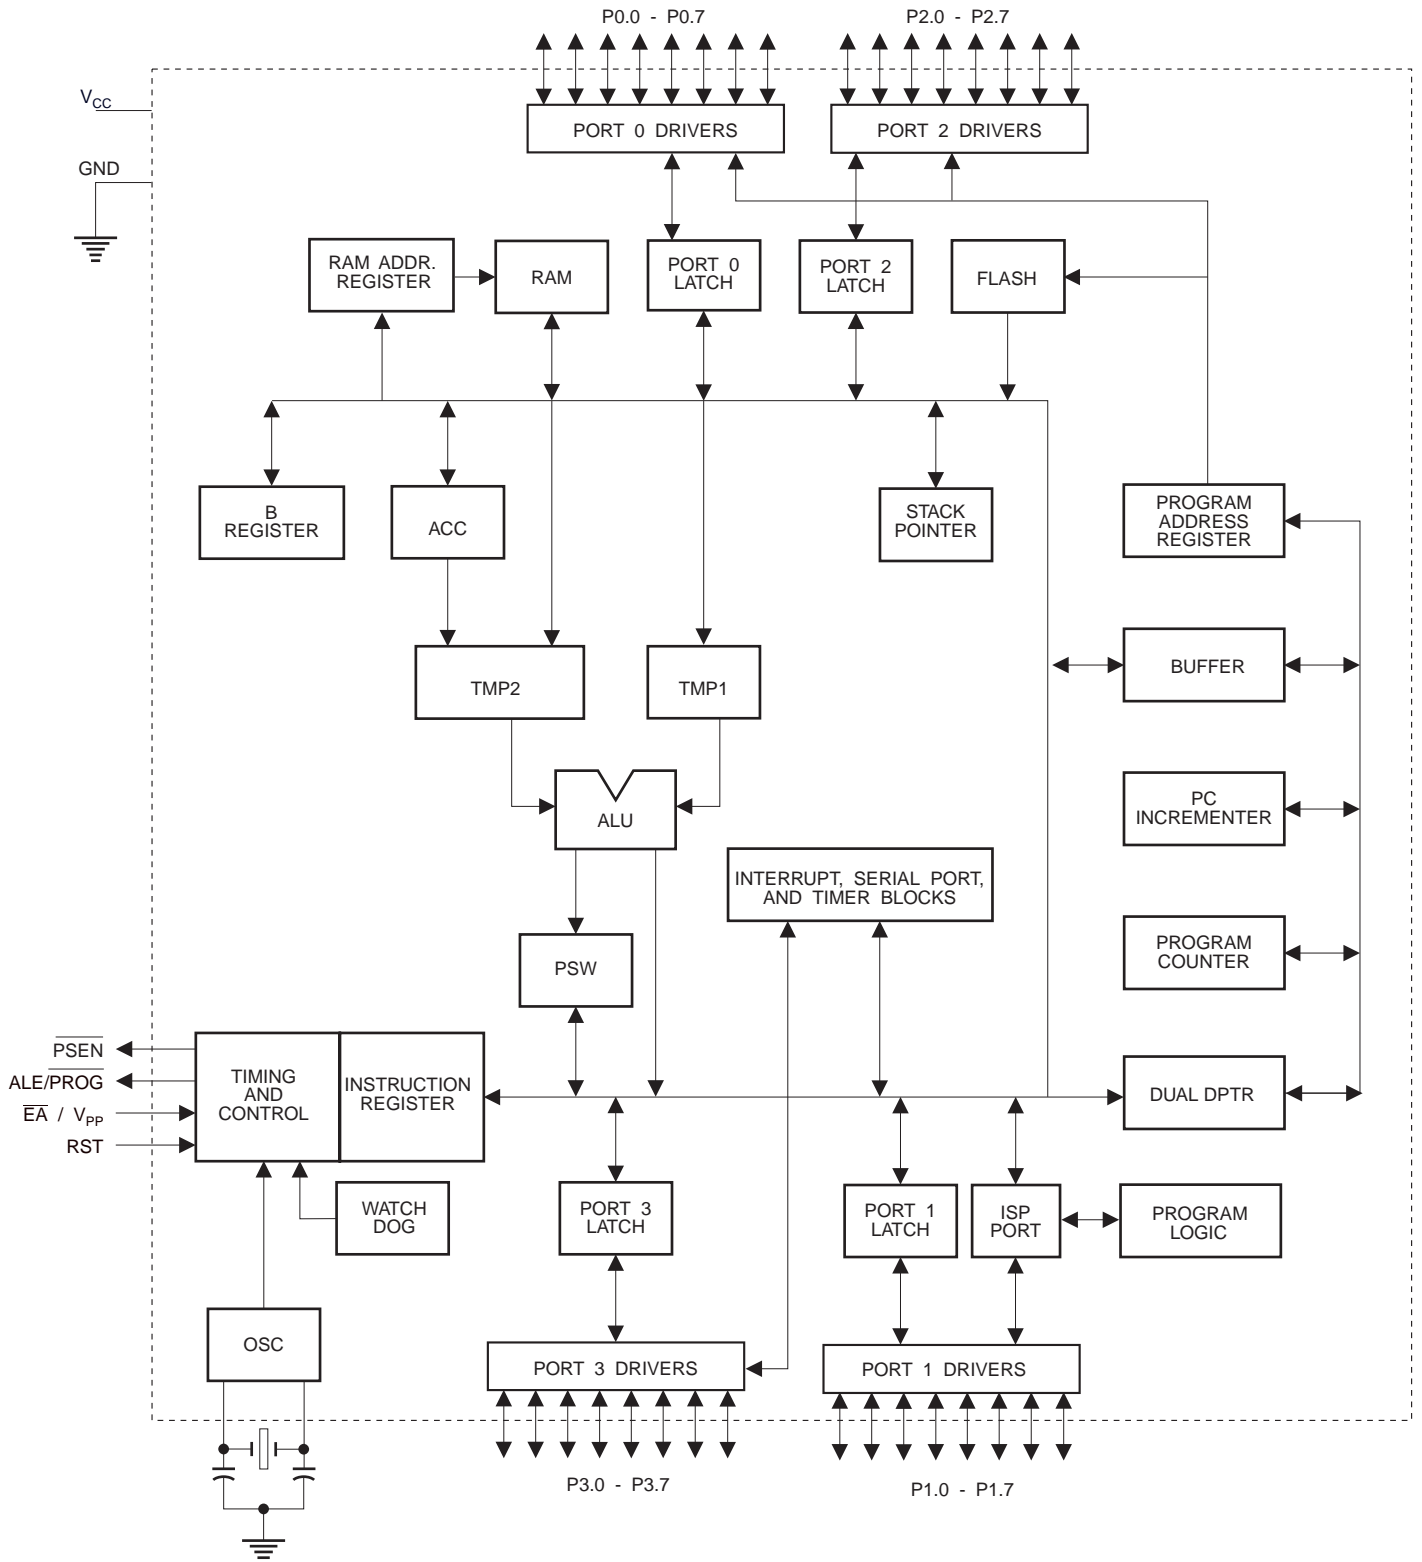 P0.0 - P0.7
P2.0 - P2.7
VCC
GND
PORT 0 DRIVERS
PORT 2 DRIVERS
RAM ADDR.
REGISTER
RAM
PORT 0
LATCH
PORT 2
LATCH
FLASH
B
REGISTER
ACC
STACK
POINTER
PROGRAM
ADDRESS
REGISTER
TMP2
TMP1
BUFFER
ALU
PC
INCREMENTER
INTERRUPT, SERIAL PORT,
AND TIMER BLOCKS
PSW
PROGRAM
COUNTER
PSEN
ALE/PROG
EA / VPP
RST
TIMING
AND
CONTROL
INSTRUCTION
REGISTER
DUAL DPTR
WATCH
DOG
PORT 3
LATCH
PORT 1
LATCH
ISP
PORT
PROGRAM
LOGIC
OSC
PORT 3 DRIVERS
PORT 1 DRIVERS
P3.0 - P3.7
P1.0 - P1.7